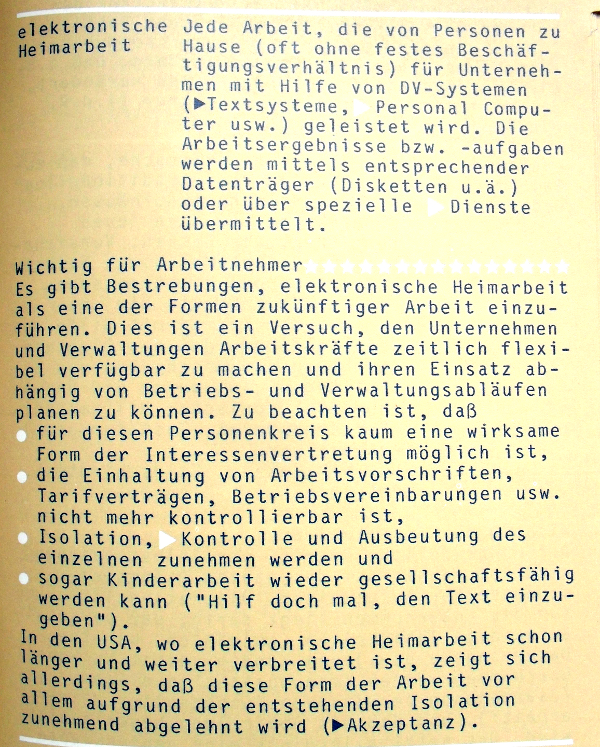 elektronische Jede Arbeit, die von Personen zu
Heimarbeit Hause (oft ohne festes Beschäf-
tigungsverhältnis) für Unterneh-
men mit Hilfe von DV-Systemen
(▶Textsysteme, ▶Personal Compu-
ter usw.) geleistet wird. Die
Arbeitsergebnisse bzw. -aufgaben
werden mittels entsprechender
Datenträger (Disketten u.ä.)
oder über spezielle ▶Dienste
übermittelt.
Wichtig für Arbeitnehmer
Es gibt Bestrebungen, elektronische Heimarbeit
als eine der Formen zukünftiger Arbeit einzu-
führen. Dies ist ein Versuch, den Unternehmen
und Verwaltungen Arbeitskräfte zeitlich flexi-
bel verfügbar zu machen und ihren Einsatz ab-
hängig von Betriebs- und Verwaltungsabläufen
planen zu können. Zu beachten ist, daß
● für diesen Personenkreis kaum eine wirksame
Form der Interessenvertretung möglich ist,
● die Einhaltung von Arbeitsvorschriften,
Tarifverträgen, Betriebsvereinbarungen usw.
nicht mehr kontrollierbar ist,
● Isolation, ▶Kontrolle und Ausbeutung des
einzelnen zunehmen werden und
● sogar Kinderarbeit wieder gesellschaftsfähig
werden kann ("Hilf doch mal, den Text einzu-
geben").
In den USA, wo elektronische Heimarbeit schon
länger und weiter verbreitet ist, zeigt sich
allerdings, daß diese Form der Arbeit vor
allem aufgrund der entstehenden Isolation
zunehmend abgelehnt wird (▶Akzeptanz).